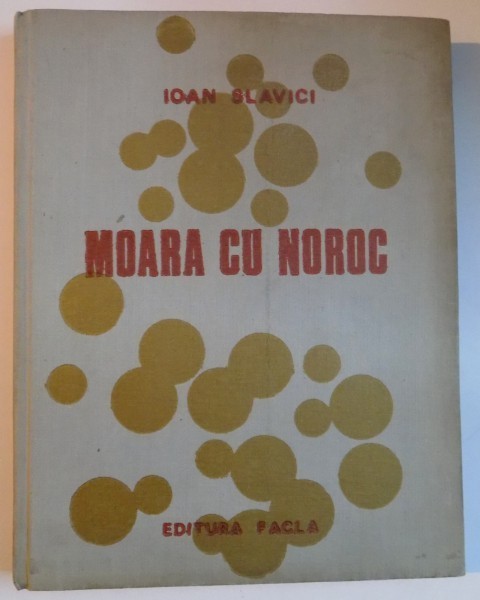 IOAN SLAVICI
MOARA CU NOROC
EDITURA FACLA